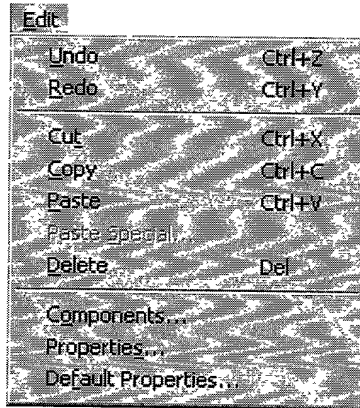 Edit
Undo Ctrl+Z
Redo Ctrl+Y
Cut Ctrl+X
Copy Ctrl+C
Paste Ctrl+V
Paste Special...
Delete Del
Components...
Properties...
Default Properties...